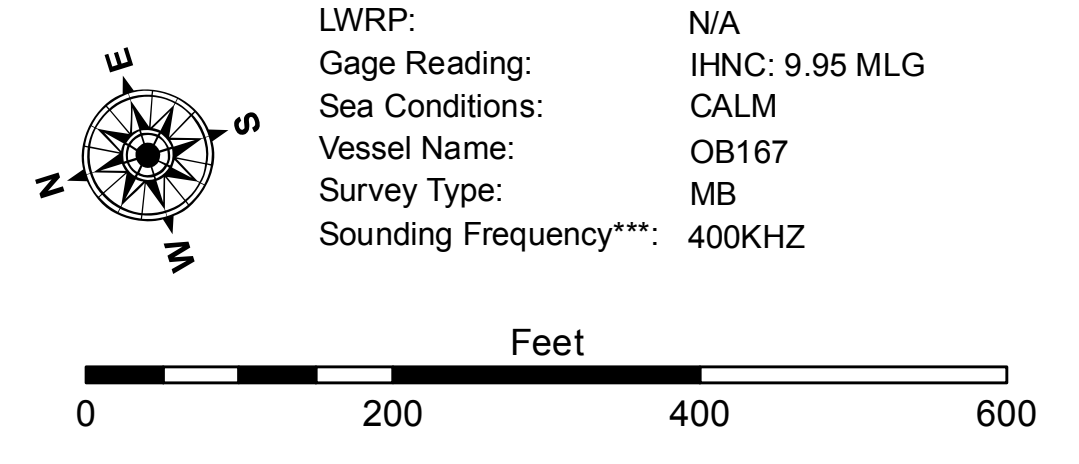 LWRP: N/A
Gage Reading: IHNC: 9.95 MLG
Sea Conditions: CALM
Vessel Name: OB167
Survey Type: MB
Sounding Frequency***: 400KHZ
E
S
N
W
Feet
0 200 400 600